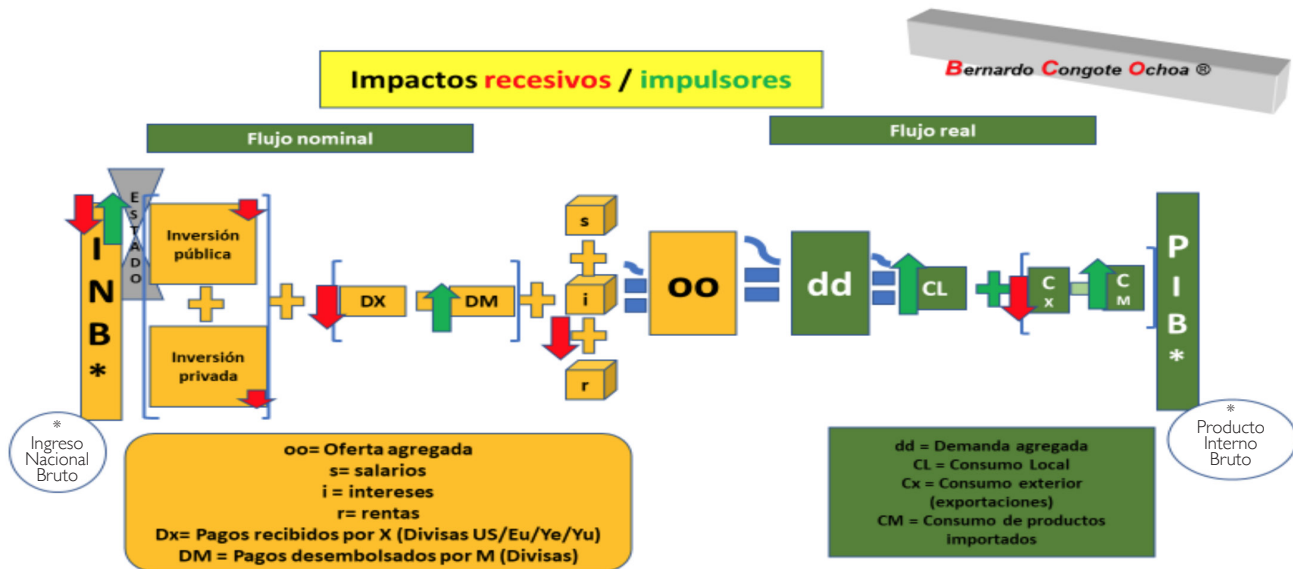 Bernardo Congote Ochoa ®
Impactos recesivos / impulsores
Flujo nominal
Flujo real
INB*
ESTADO
Inversión
pública
Inversión
privada
DX
DM
s
i
r
oo
dd
CL
C
x
C
M
PIB*
*
Ingreso
Nacional
Bruto
*
Producto
Interno
Bruto
oo= Oferta agregada
s= salarios
i = intereses
r= rentas
Dx= Pagos recibidos por X (Divisas US/Eu/Ye/Yu)
DM = Pagos desembolsados por M (Divisas)
dd = Demanda agregada
CL = Consumo Local
Cx = Consumo exterior
(exportaciones)
CM = Consumo de productos
importados